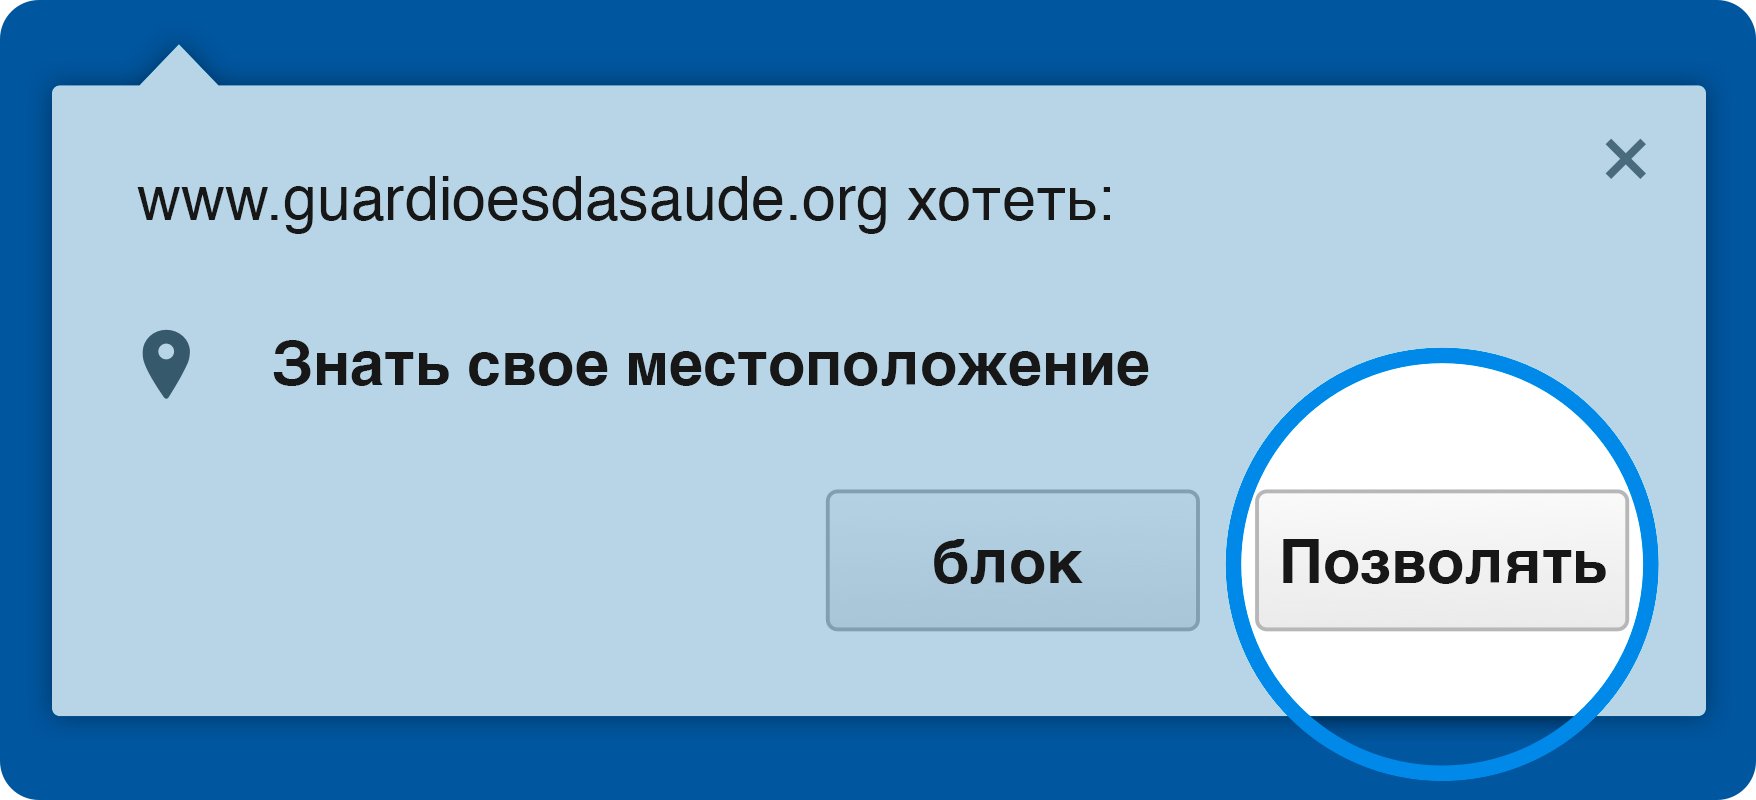 www.guardioesdasaude.org хотеть:
Знать свое местоположение
блок
Позволять